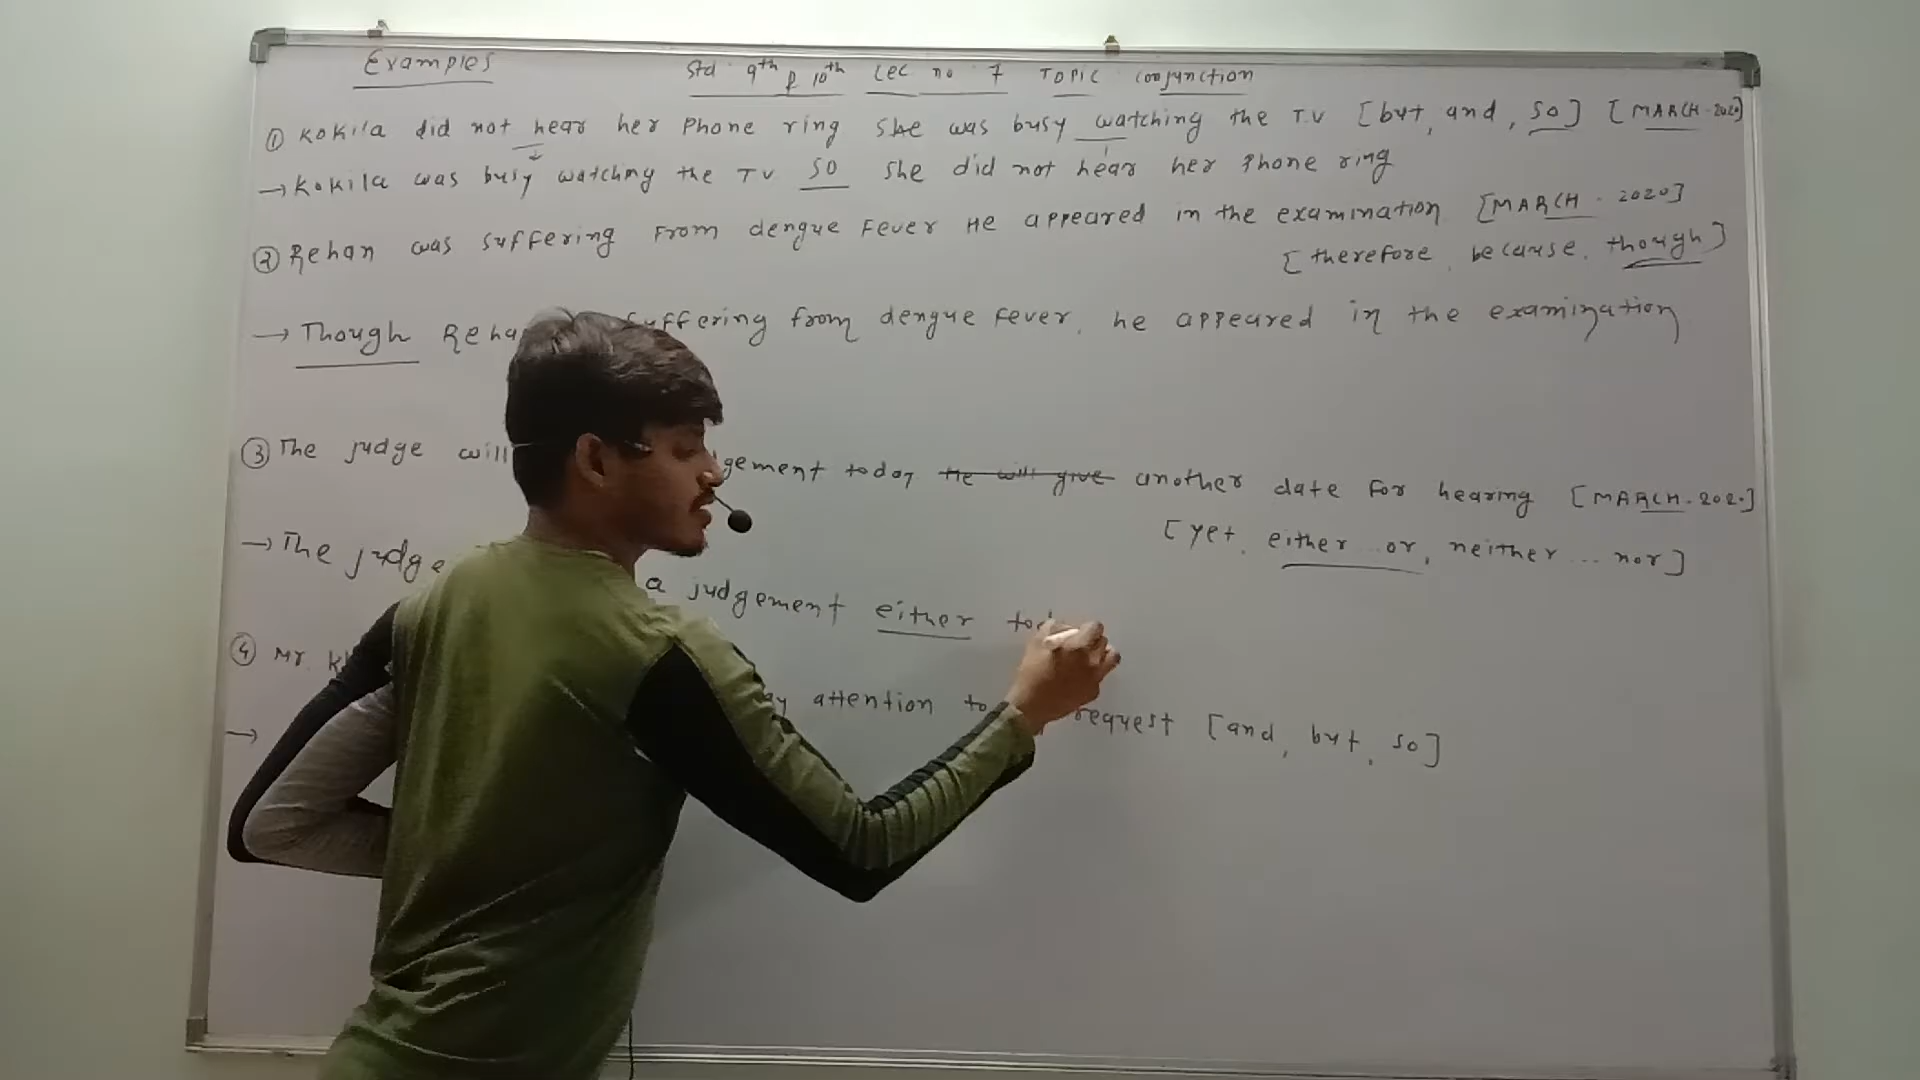 Examples
Std 9th & 10th Lec no 7 Topic conjunction
① Kokila did not hear her phone ring she was busy watching the T.V [but, and, so] [MARCH-2020]
→ Kokila was busy watching the TV so she did not hear her phone ring
② Rehan was suffering from dengue fever He appeared in the examination [MARCH-2020]
[therefore, because, though]
→ Though Reha suffering from dengue fever, he appeared in the examination
③ The judge will gement today He will give another date for hearing [MARCH-2020]
[yet, either...or, neither...nor]
→ The judge a judgement either tod
④ Mr. attention to request [and, but, so]
→